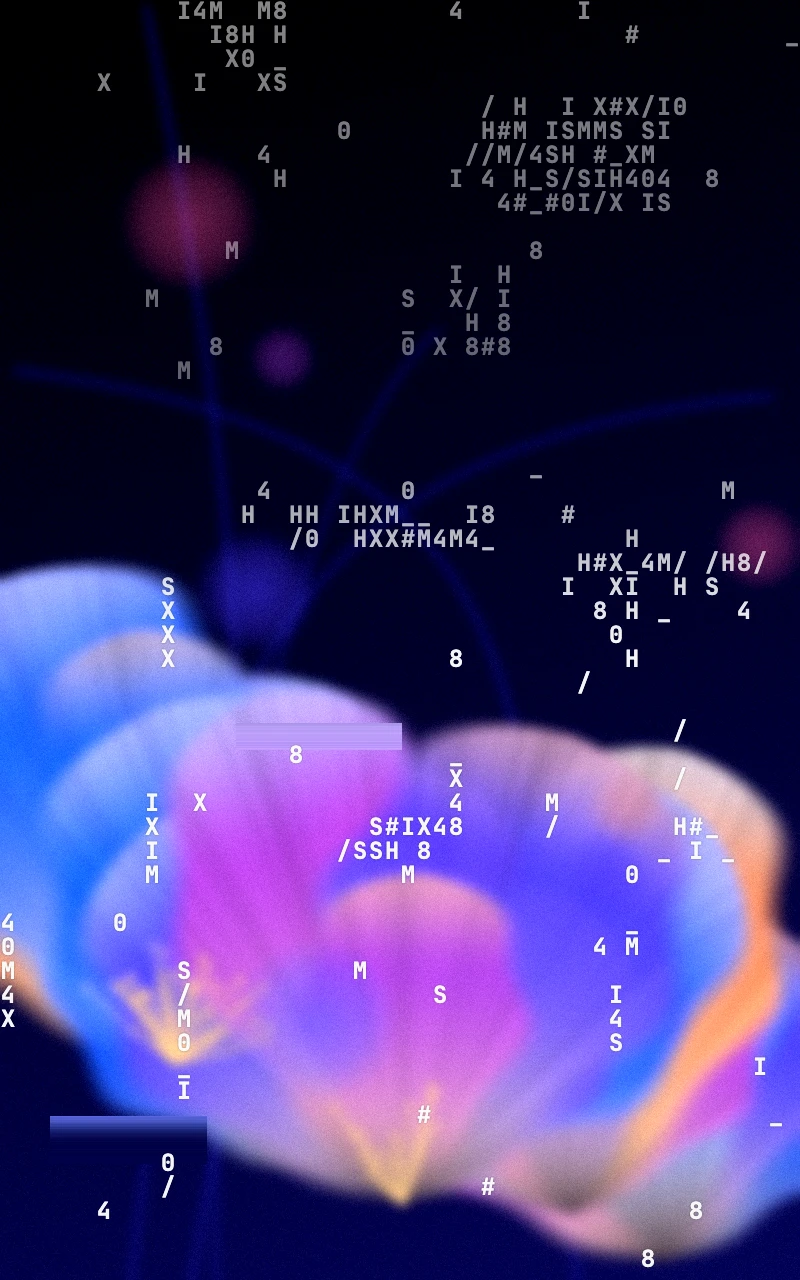 I4M M8 4 I
I8H H #
X0 _ _
X I XS
/ H I X#X/I0
0 H#M ISMMS SI
H 4 //M/4SH #_XM
H I 4 H_S/SIH404 8
4#_#0I/X IS
M 8
I H
M S X/ I
_ H 8
8 0 X 8#8
M
_
4 0 M
H HH IHXM__ I8 #
/0 HXX#M4M4_ H
H#X_4M/ /H8/
S I XI H S
X 8 H _ 4
X 0
X 8 H
/
/
8 _
X /
I X 4 M
X S#IX48 / H#_
I /SSH 8 _ I _
M M 0
4 0 _
0 4 M
M S M
4 / S I
X M 4
0 S
_ I
I
# _
0
/ #
4 8
8